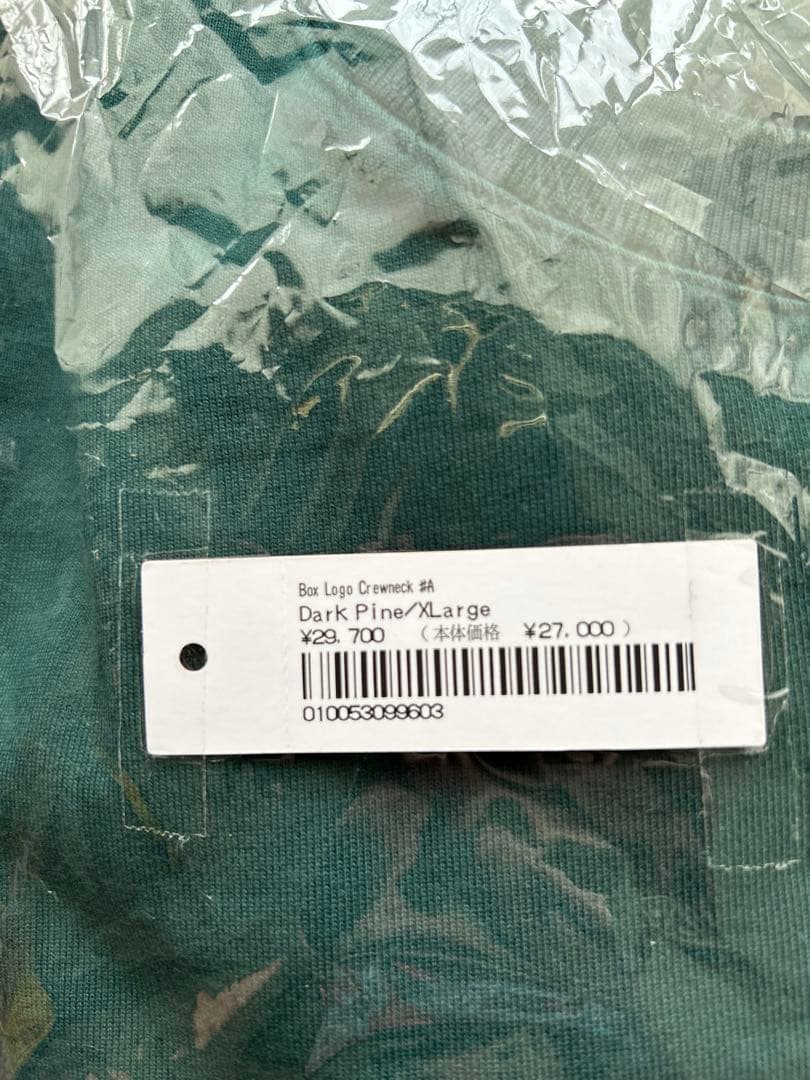 Box Logo Crewneck #A
Dark Pine/XLarge
¥29,700 (本体価格 ¥27,000)
010053099603